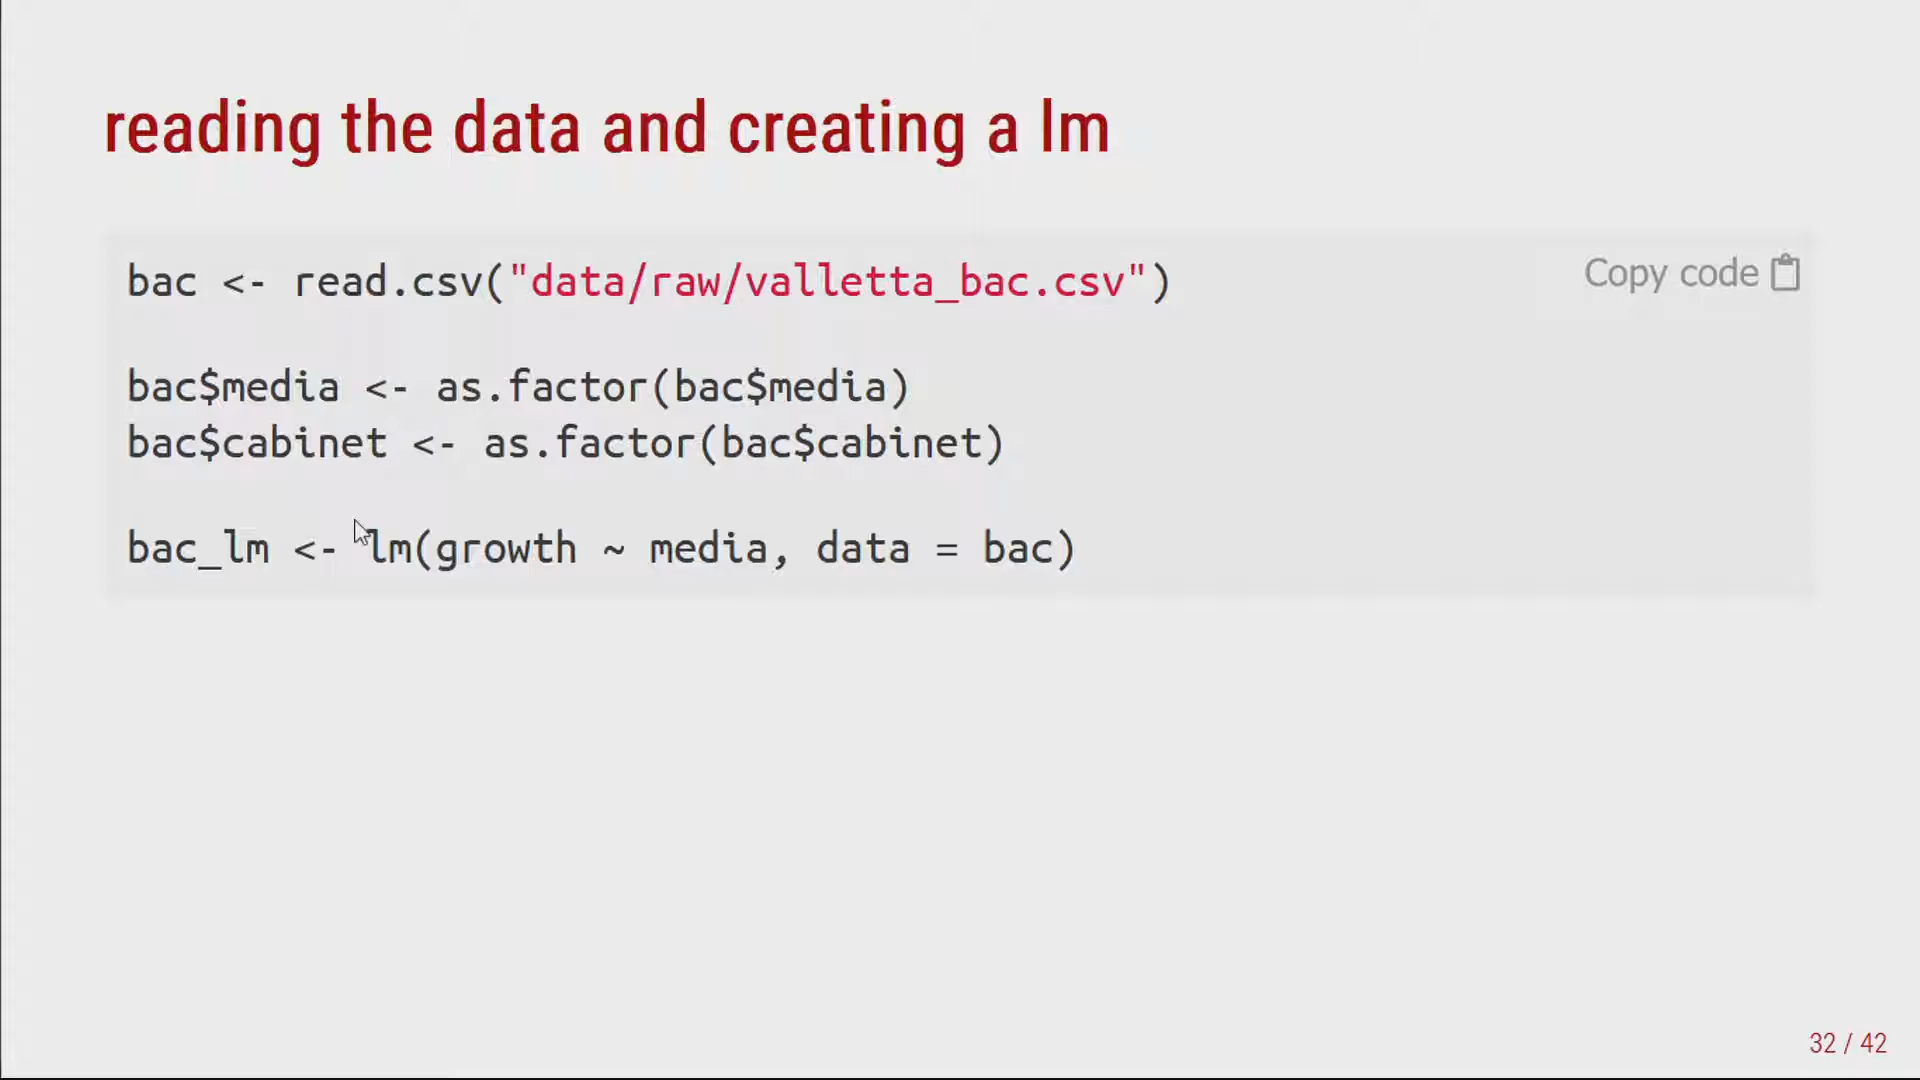 reading the data and creating a lm
bac <- read.csv("data/raw/valletta_bac.csv")
Copy code
bac$media <- as.factor(bac$media)
bac$cabinet <- as.factor(bac$cabinet)
bac_lm <- lm(growth ~ media, data = bac)
32 / 42